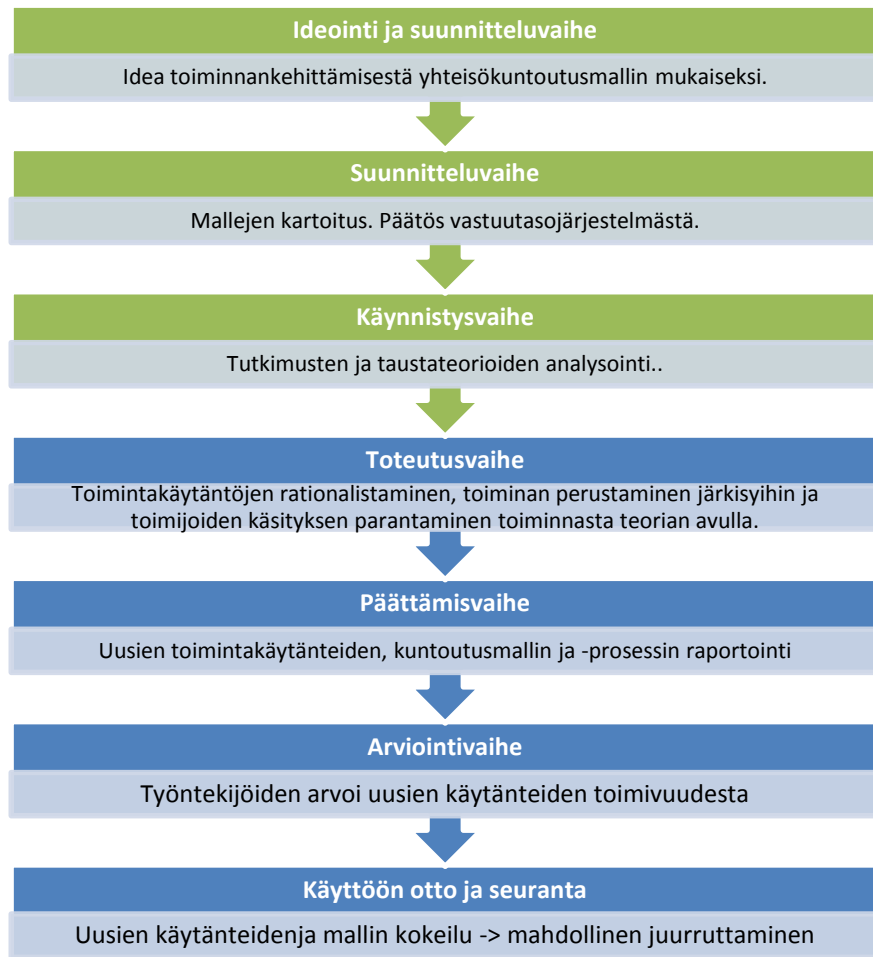 Ideointi ja suunnitteluvaihe
Idea toiminnankehittämisestä yhteisökuntoutusmallin mukaiseksi.
Suunnitteluvaihe
Mallejen kartoitus. Päätös vastuutasojärjestelmästä.
Käynnistysvaihe
Tutkimusten ja taustateorioiden analysointi..
Toteutusvaihe
Toimintakäytäntöjen rationalistaminen, toiminan perustaminen järkisyihin ja
toimijoiden käsityksen parantaminen toiminnasta teorian avulla.
Päättämisvaihe
Uusien toimintakäytänteiden, kuntoutusmallin ja -prosessin raportointi
Arviointivaihe
Työntekijöiden arvoi uusien käytänteiden toimivuudesta
Käyttöön otto ja seuranta
Uusien käytänteidenja mallin kokeilu -> mahdollinen juurruttaminen